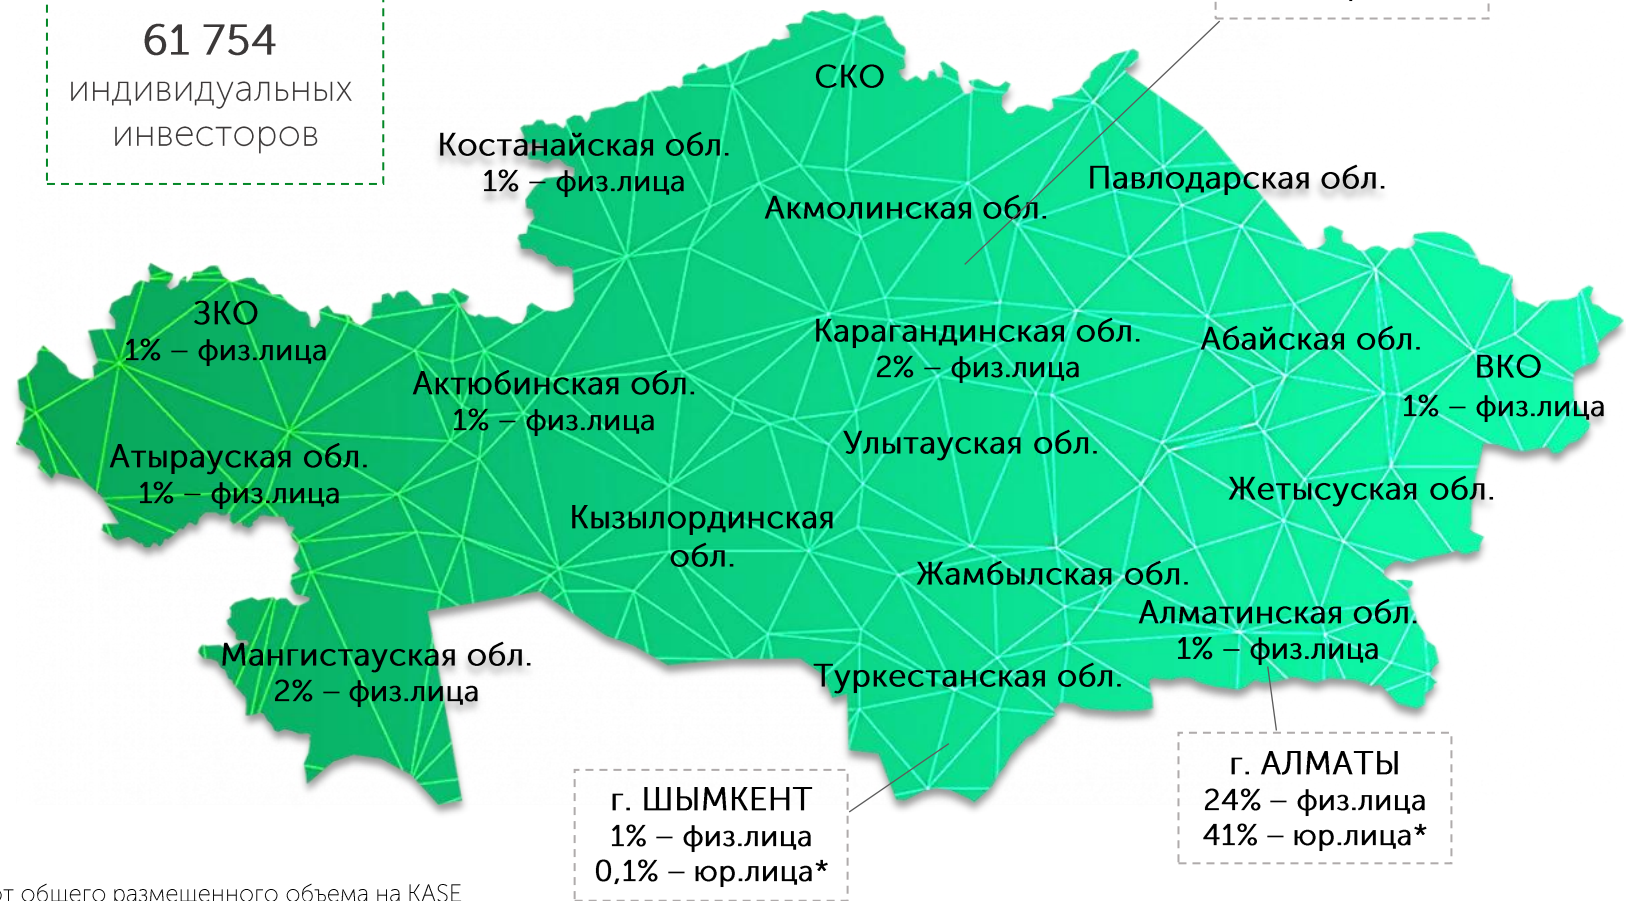 61 754
индивидуальных
инвесторов
СКО
Костанайская обл.
1% – физ.лица
Павлодарская обл.
Акмолинская обл.
ЗКО
1% – физ.лица
Карагандинская обл.
2% – физ.лица
Абайская обл.
ВКО
1% – физ.лица
Актюбинская обл.
1% – физ.лица
Улытауская обл.
Атырауская обл.
1% – физ.лица
Жетысуская обл.
Кызылординская
обл.
Жамбылская обл.
Алматинская обл.
1% – физ.лица
Мангистауская обл.
2% – физ.лица
Туркестанская обл.
г. АЛМАТЫ
24% – физ.лица
41% – юр.лица*
г. ШЫМКЕНТ
1% – физ.лица
0,1% – юр.лица*
от общего размещенного объема на KASE